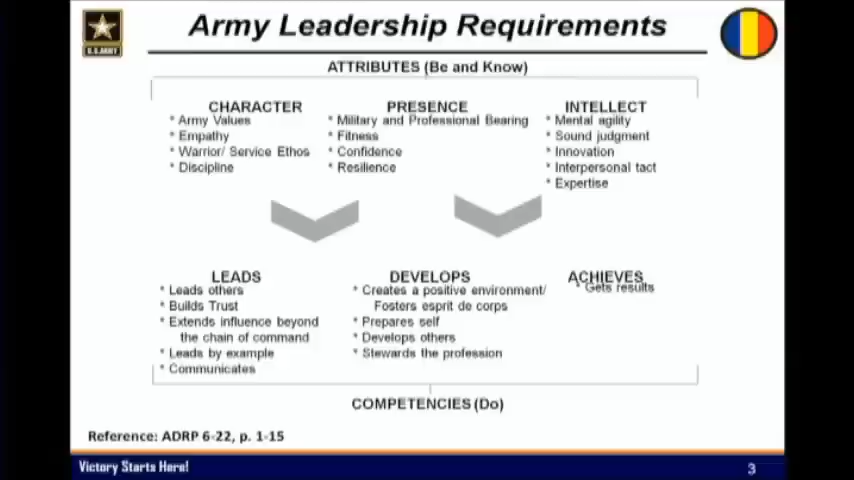 Army Leadership Requirements
U.S. ARMY
ATTRIBUTES (Be and Know)
CHARACTER
* Army Values
* Empathy
* Warrior/ Service Ethos
* Discipline
PRESENCE
* Military and Professional Bearing
* Fitness
* Confidence
* Resilience
INTELLECT
* Mental agility
* Sound judgment
* Innovation
* Interpersonal tact
* Expertise
LEADS
* Leads others
* Builds Trust
* Extends influence beyond
the chain of command
* Leads by example
* Communicates
DEVELOPS
* Creates a positive environment/
Fosters esprit de corps
* Prepares self
* Develops others
* Stewards the profession
ACHIEVES
* Gets results
COMPETENCIES (Do)
Reference: ADRP 6-22, p. 1-15
Victory Starts Here!
3